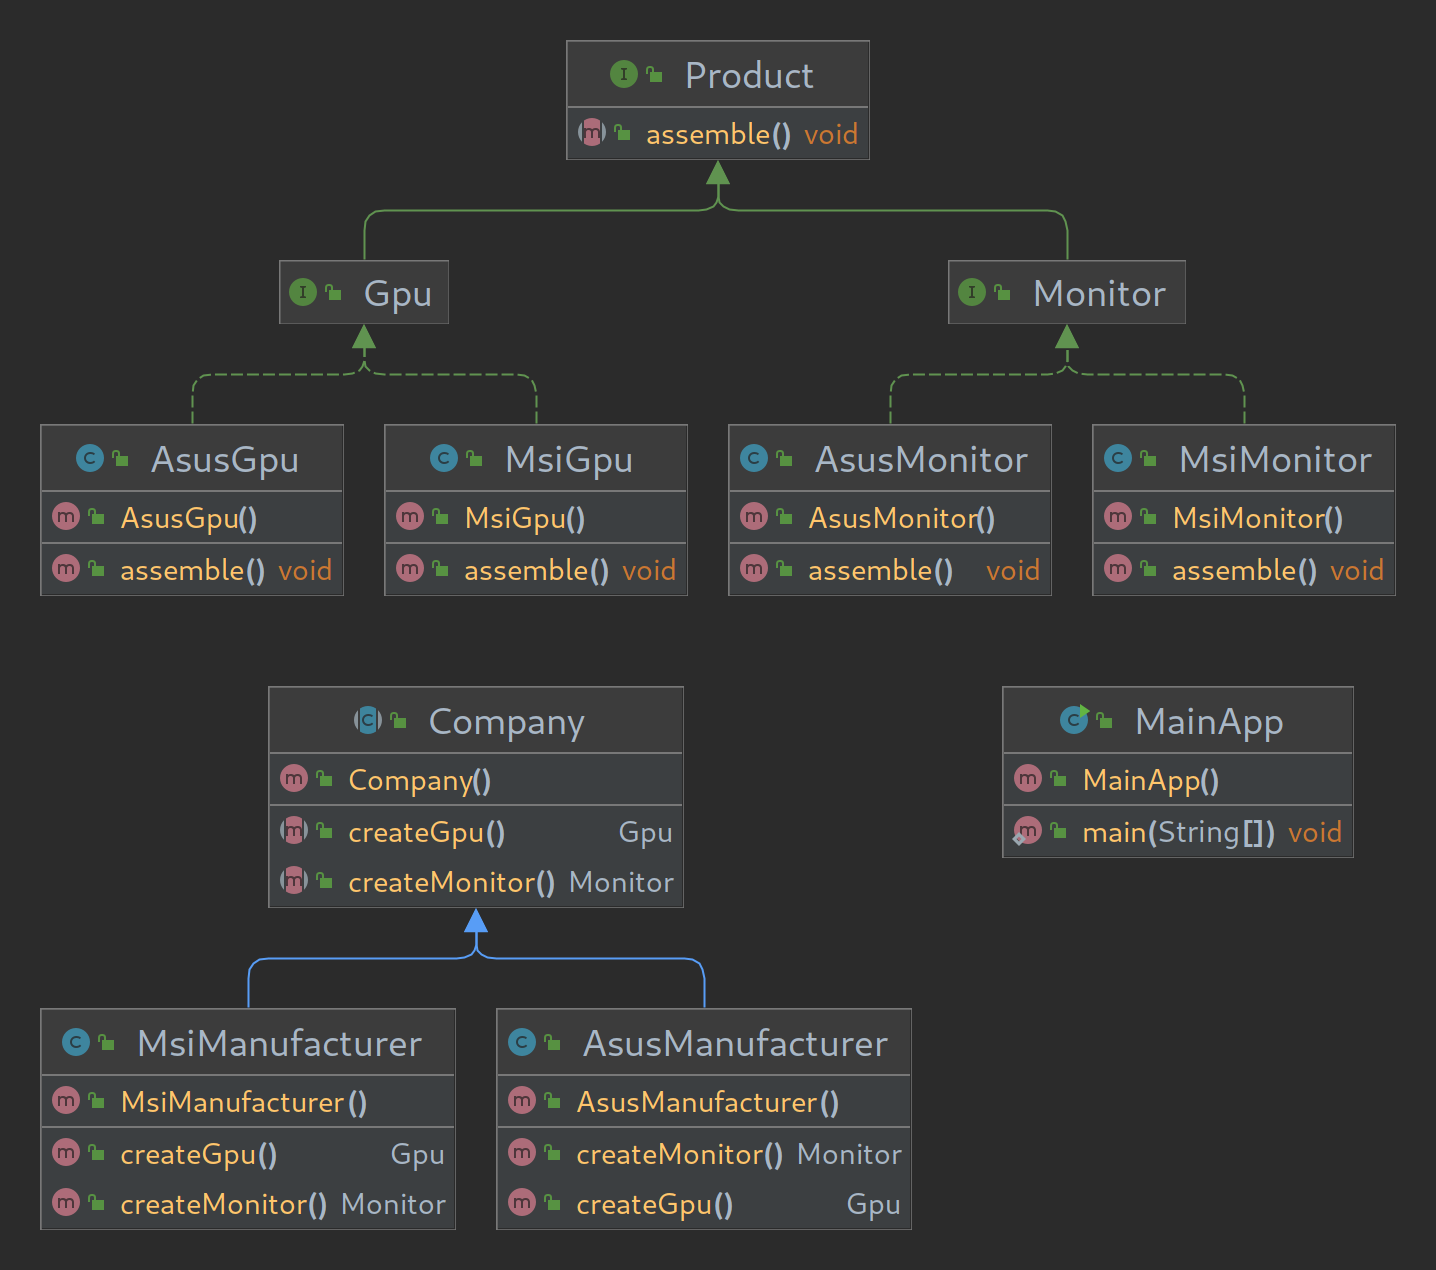 Product
assemble() void
Gpu
Monitor
AsusGpu
AsusGpu()
assemble() void
MsiGpu
MsiGpu()
assemble() void
AsusMonitor
AsusMonitor()
assemble() void
MsiMonitor
MsiMonitor()
assemble() void
Company
Company()
createGpu() Gpu
createMonitor() Monitor
MainApp
MainApp()
main(String[]) void
MsiManufacturer
MsiManufacturer()
createGpu() Gpu
createMonitor() Monitor
AsusManufacturer
AsusManufacturer()
createMonitor() Monitor
createGpu() Gpu